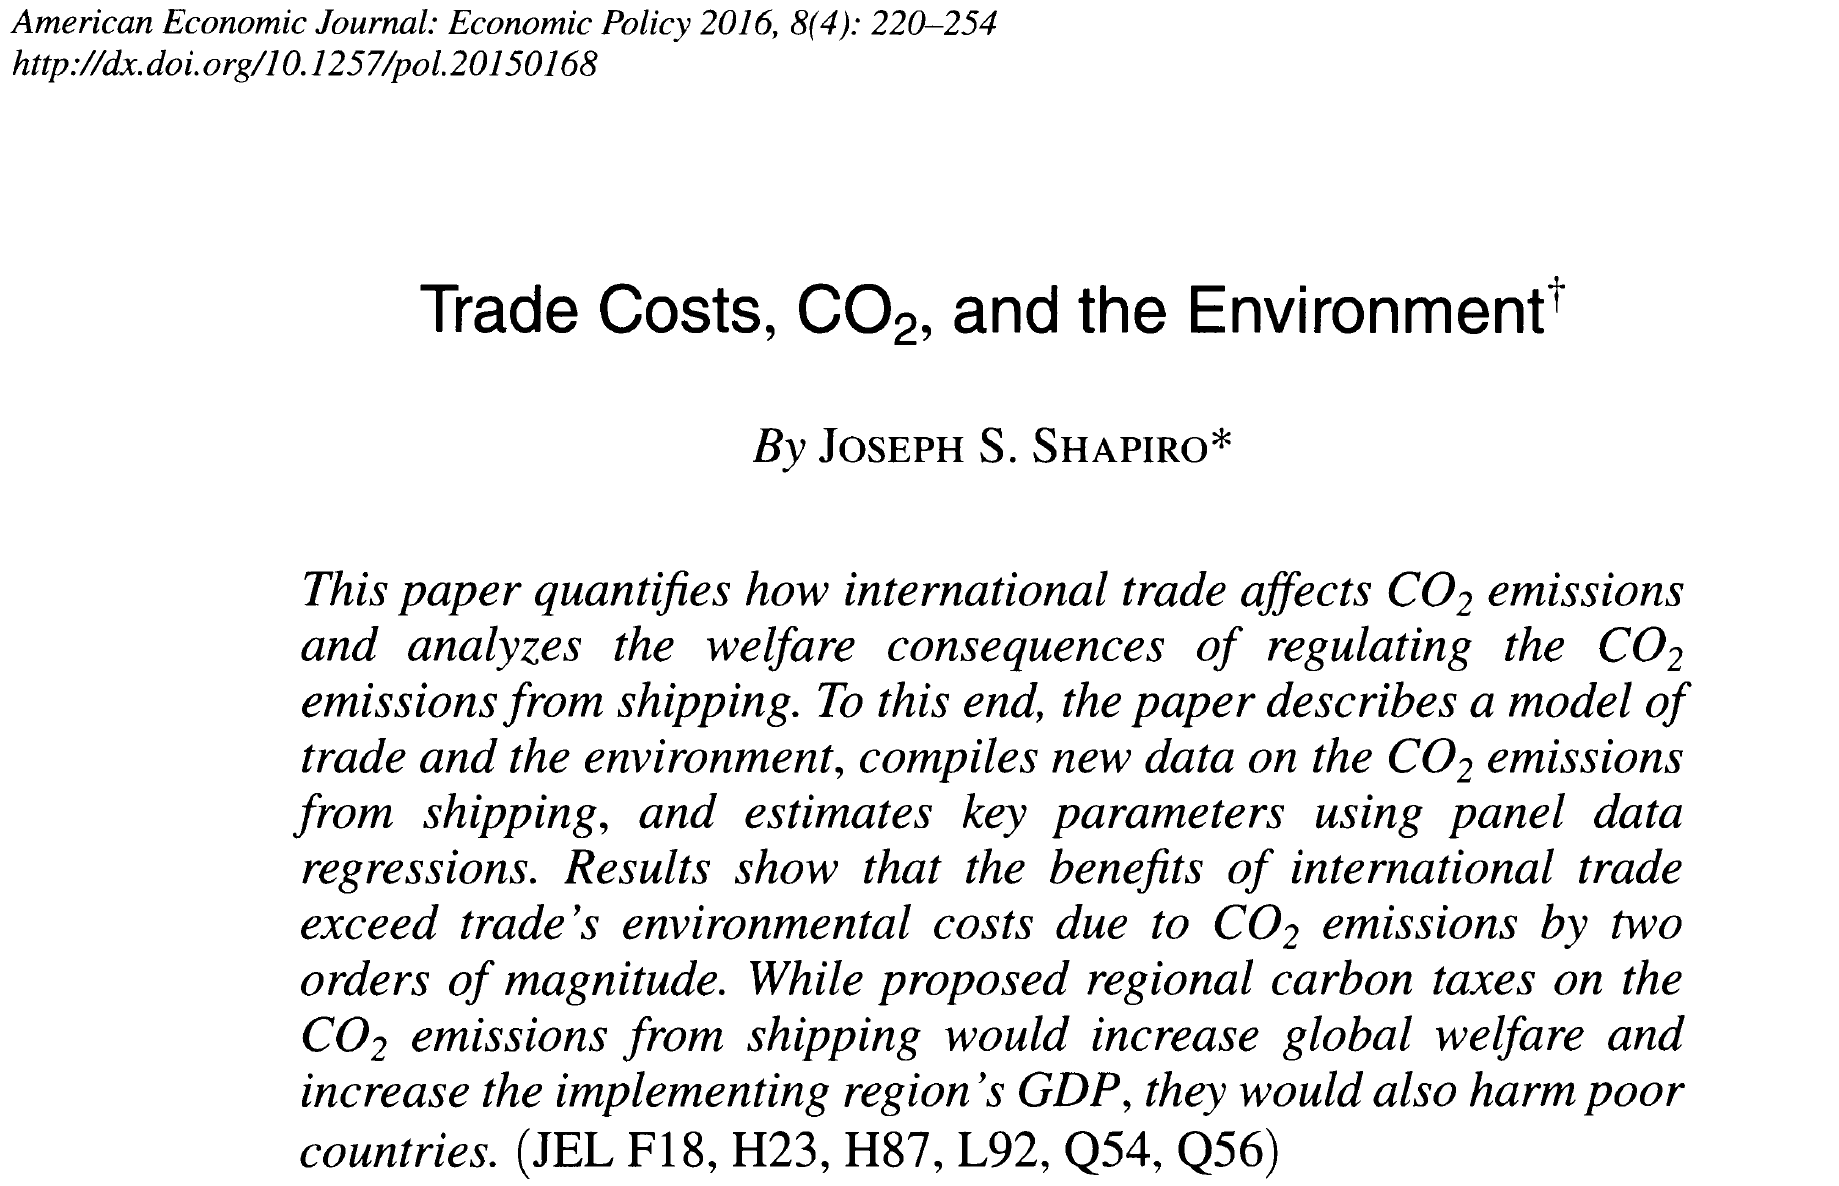 American Economic Journal: Economic Policy 2016, 8(4): 220–254
http://dx.doi.org/10.1257/pol.20150168
Trade Costs, CO₂, and the Environment†
By JOSEPH S. SHAPIRO*
This paper quantifies how international trade affects CO₂ emissions
and analyzes the welfare consequences of regulating the CO₂
emissions from shipping. To this end, the paper describes a model of
trade and the environment, compiles new data on the CO₂ emissions
from shipping, and estimates key parameters using panel data
regressions. Results show that the benefits of international trade
exceed trade's environmental costs due to CO₂ emissions by two
orders of magnitude. While proposed regional carbon taxes on the
CO₂ emissions from shipping would increase global welfare and
increase the implementing region's GDP, they would also harm poor
countries. (JEL F18, H23, H87, L92, Q54, Q56)